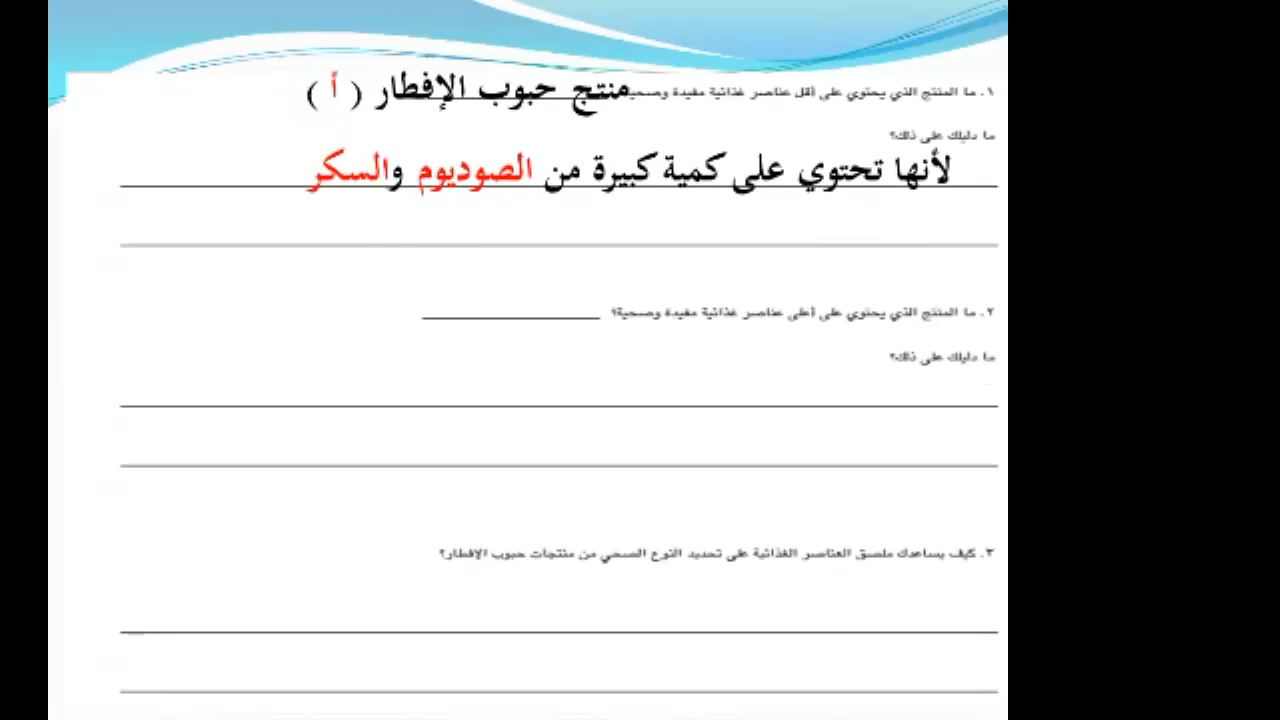 ١. ما المنتج الذي يحتوي على أقل عناصر غذائية مفيدة وصحية منتج حبوب الإفطار ( أ )
ما دليلك على ذلك؟
لأنها تحتوي على كمية كبيرة من الصوديوم والسكر
٢. ما المنتج الذي يحتوي على أعلى عناصر غذائية مفيدة وصحية؟
ما دليلك على ذلك؟
٣. كيف يساعدك ملصق العناصر الغذائية على تحديد النوع الصحي من منتجات حبوب الإفطار؟